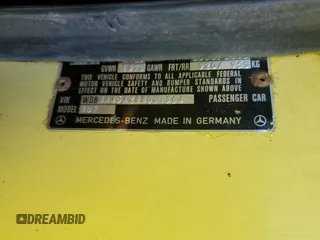 GVWR GAWR FRT/RR KG
THIS VEHICLE CONFORMS TO ALL APPLICABLE FEDERAL
MOTOR VEHICLE SAFETY AND BUMPER STANDARDS
IN EFFECT ON THE
DATE OF MANUFACTURE SHOWN ABOVE
VIN WDB PASSENGER CAR
MODEL
MERCEDES-BENZ MADE IN GERMANY
DREAMBID